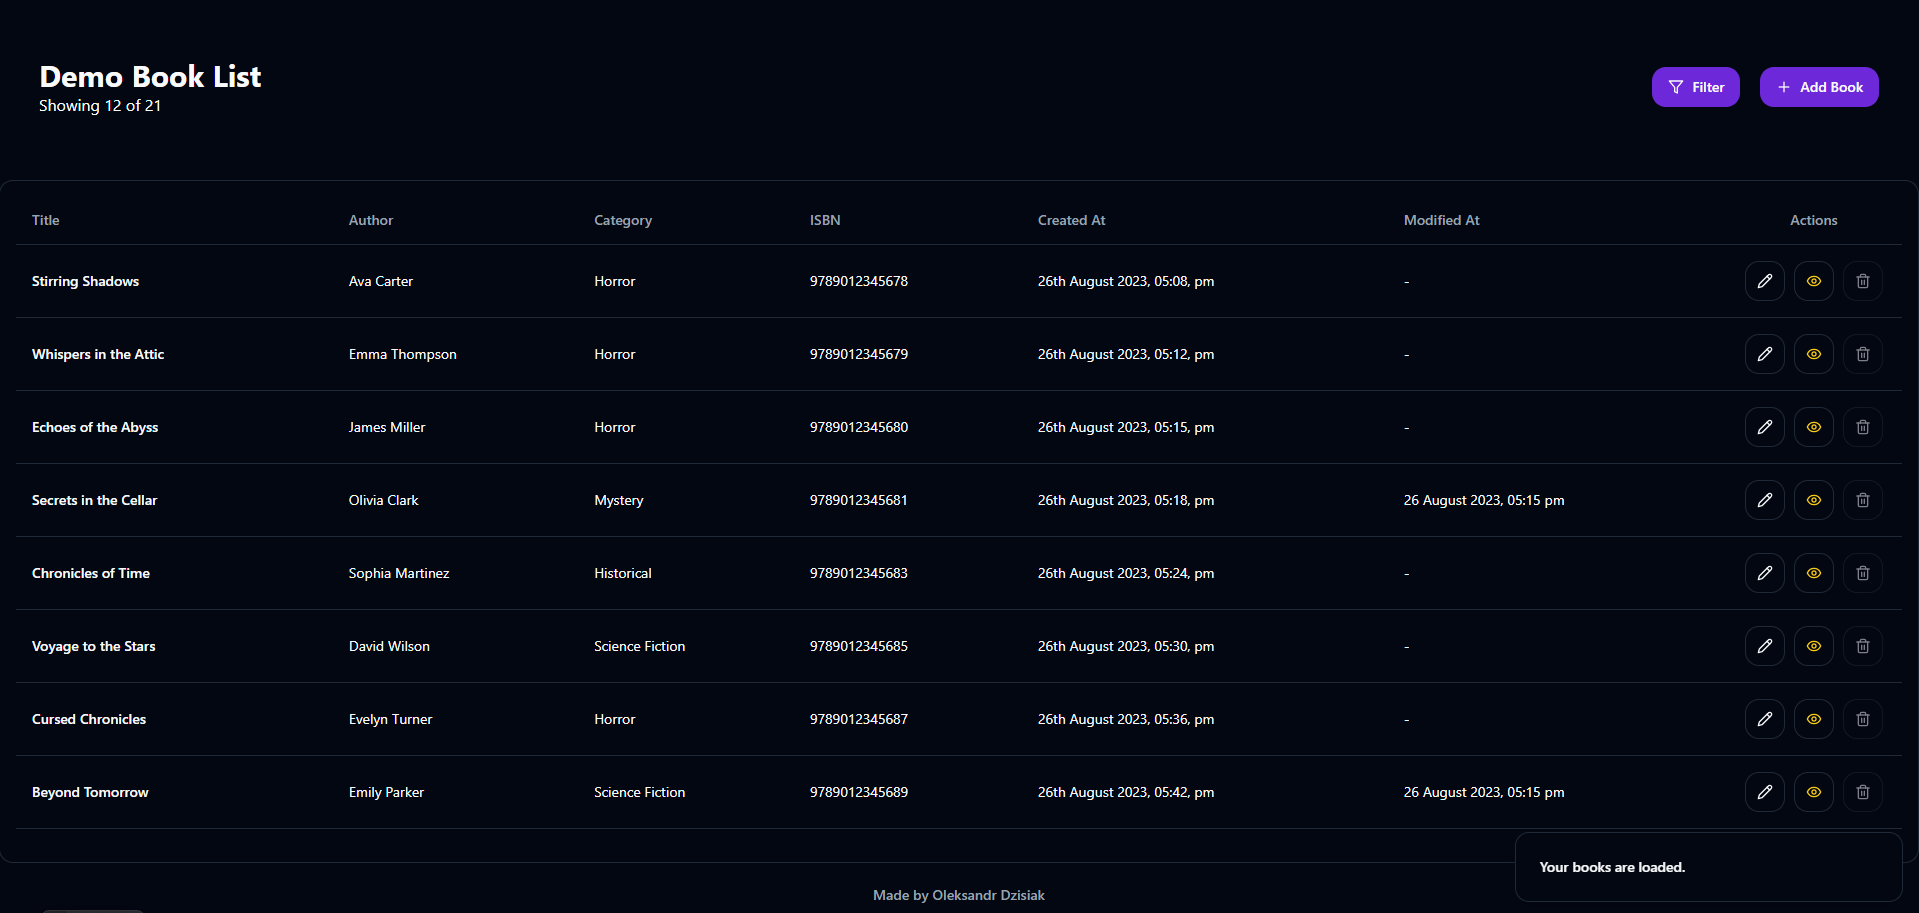 Demo Book List
Showing 12 of 21
Filter
Add Book
Title Author Category ISBN Created At Modified At Actions
Stirring Shadows Ava Carter Horror 9789012345678 26th August 2023, 05:08, pm -
Whispers in the Attic Emma Thompson Horror 9789012345679 26th August 2023, 05:12, pm -
Echoes of the Abyss James Miller Horror 9789012345680 26th August 2023, 05:15, pm -
Secrets in the Cellar Olivia Clark Mystery 9789012345681 26th August 2023, 05:18, pm 26 August 2023, 05:15 pm
Chronicles of Time Sophia Martinez Historical 9789012345683 26th August 2023, 05:24, pm -
Voyage to the Stars David Wilson Science Fiction 9789012345685 26th August 2023, 05:30, pm -
Cursed Chronicles Evelyn Turner Horror 9789012345687 26th August 2023, 05:36, pm -
Beyond Tomorrow Emily Parker Science Fiction 9789012345689 26th August 2023, 05:42, pm 26 August 2023, 05:15 pm
Your books are loaded.
Made by Oleksandr Dzisiak